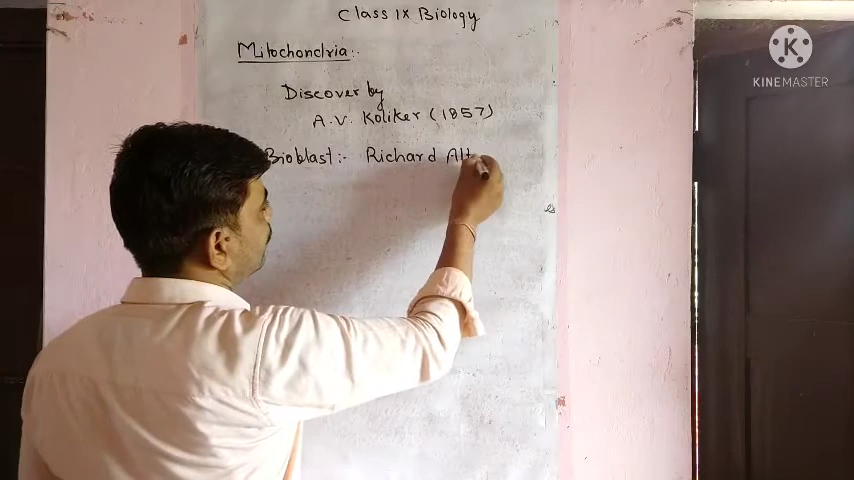 Class IX Biology
Mitochondria:-
Discover by
A.V. Koliker (1857)
Bioblast:- Richard Alt
K
KINEMASTER